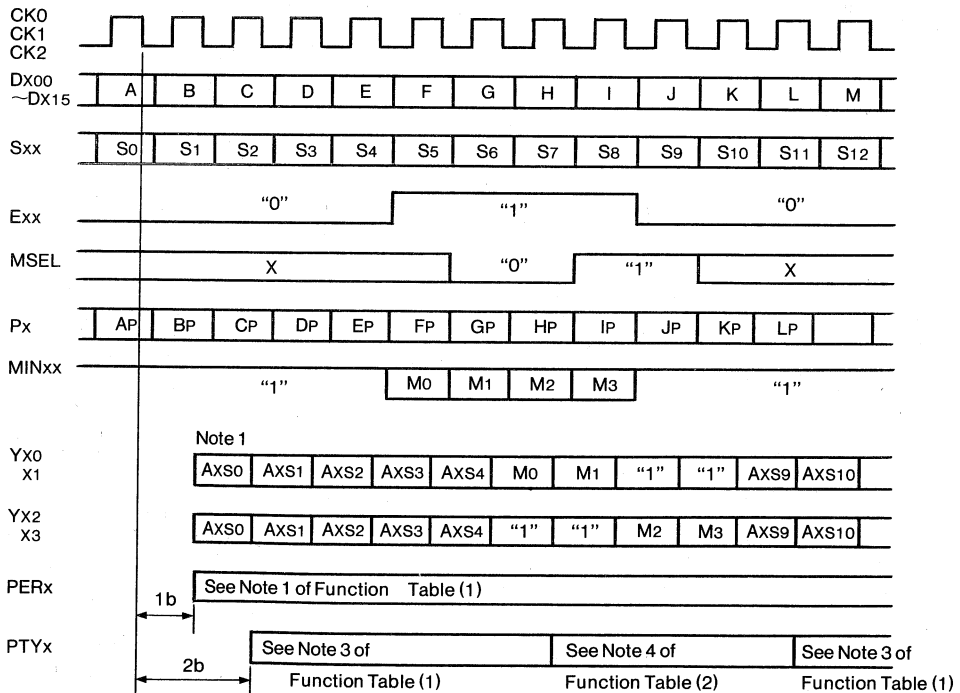 CK0
CK1
CK2
DX00
~DX15
A B C D E F G H I J K L M
Sxx
S0 S1 S2 S3 S4 S5 S6 S7 S8 S9 S10 S11 S12
Exx
“0” “1” “0”
MSEL
X “0” “1” X
Px
AP BP CP DP EP FP GP HP IP JP KP LP
MINxx
“1” M0 M1 M2 M3 “1”
Note 1
YX0
X1
AXS0 AXS1 AXS2 AXS3 AXS4 M0 M1 “1” “1” AXS9 AXS10
YX2
X3
AXS0 AXS1 AXS2 AXS3 AXS4 “1” “1” M2 M3 AXS9 AXS10
PERx
See Note 1 of Function Table (1)
1b
PTYx
See Note 3 of See Note 4 of See Note 3 of
2b
Function Table (1) Function Table (2) Function Table (1)